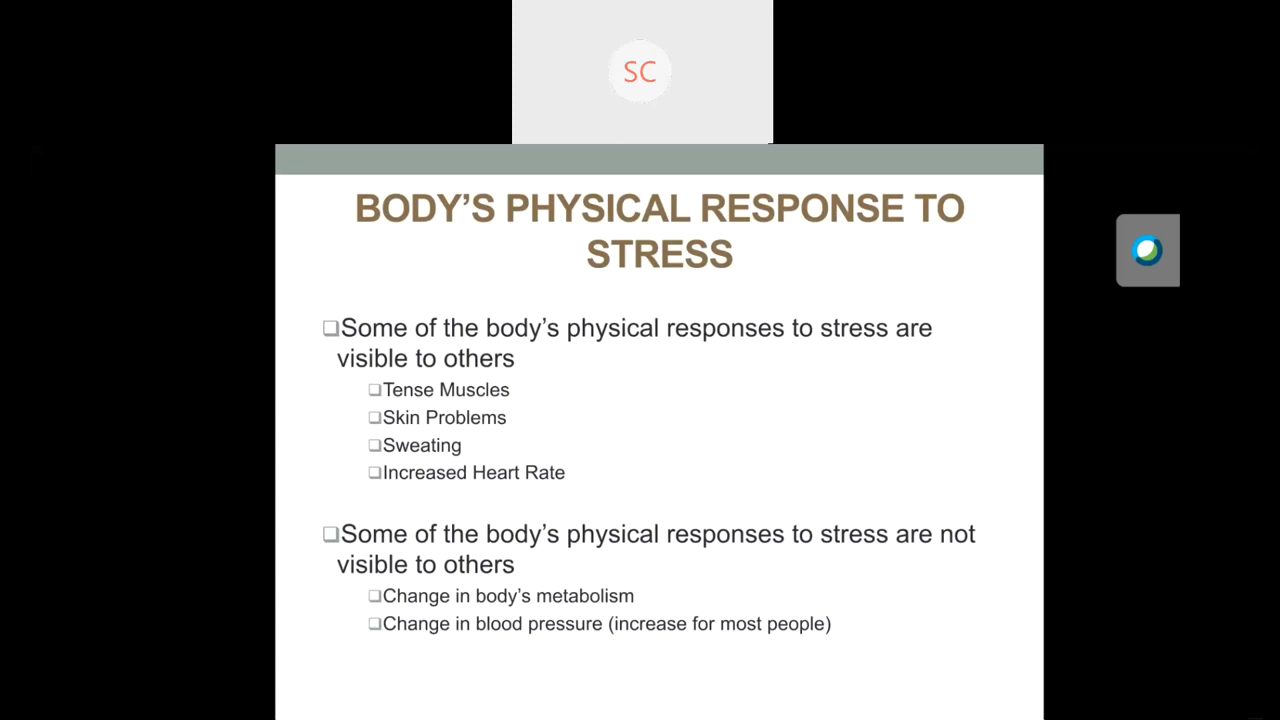 SC
BODY’S PHYSICAL RESPONSE TO
STRESS
❑Some of the body’s physical responses to stress are
visible to others
❑Tense Muscles
❑Skin Problems
❑Sweating
❑Increased Heart Rate
❑Some of the body’s physical responses to stress are not
visible to others
❑Change in body’s metabolism
❑Change in blood pressure (increase for most people)